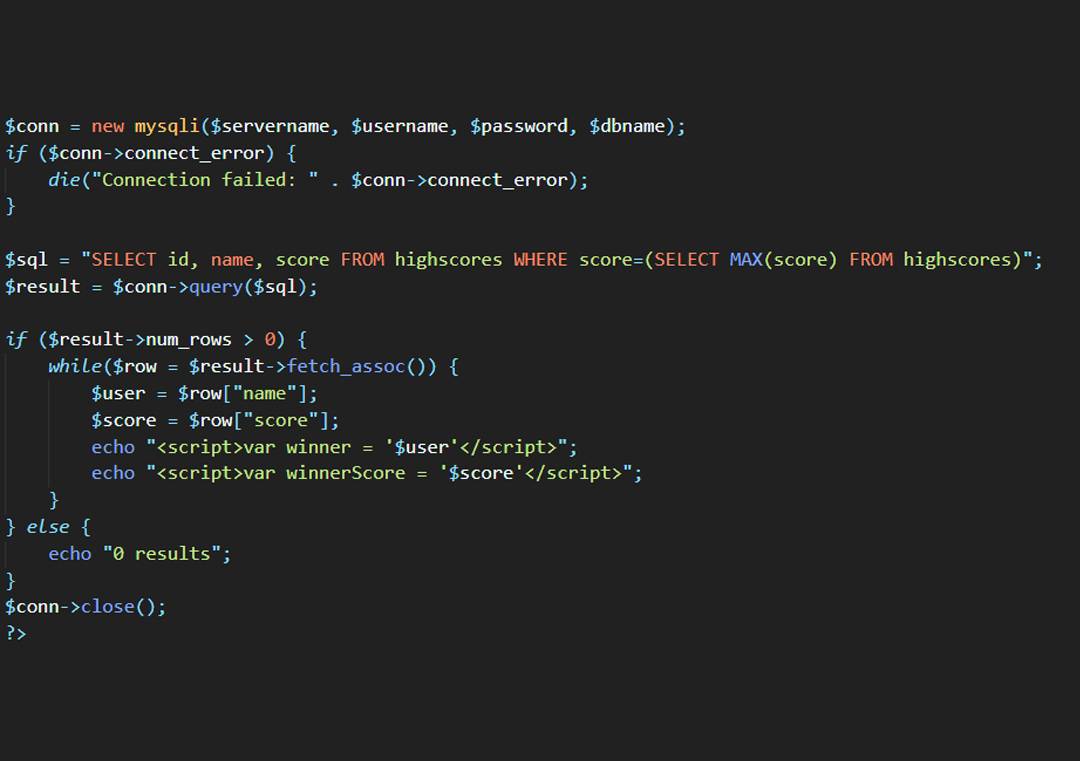 $conn = new mysqli($servername, $username, $password, $dbname);
if ($conn->connect_error) {
    die("Connection failed: " . $conn->connect_error);
}

$sql = "SELECT id, name, score FROM highscores WHERE score=(SELECT MAX(score) FROM highscores)";
$result = $conn->query($sql);

if ($result->num_rows > 0) {
    while($row = $result->fetch_assoc()) {
        $user = $row["name"];
        $score = $row["score"];
        echo "<script>var winner = '$user'</script>";
        echo "<script>var winnerScore = '$score'</script>";
    }
} else {
    echo "0 results";
}
$conn->close();
?>